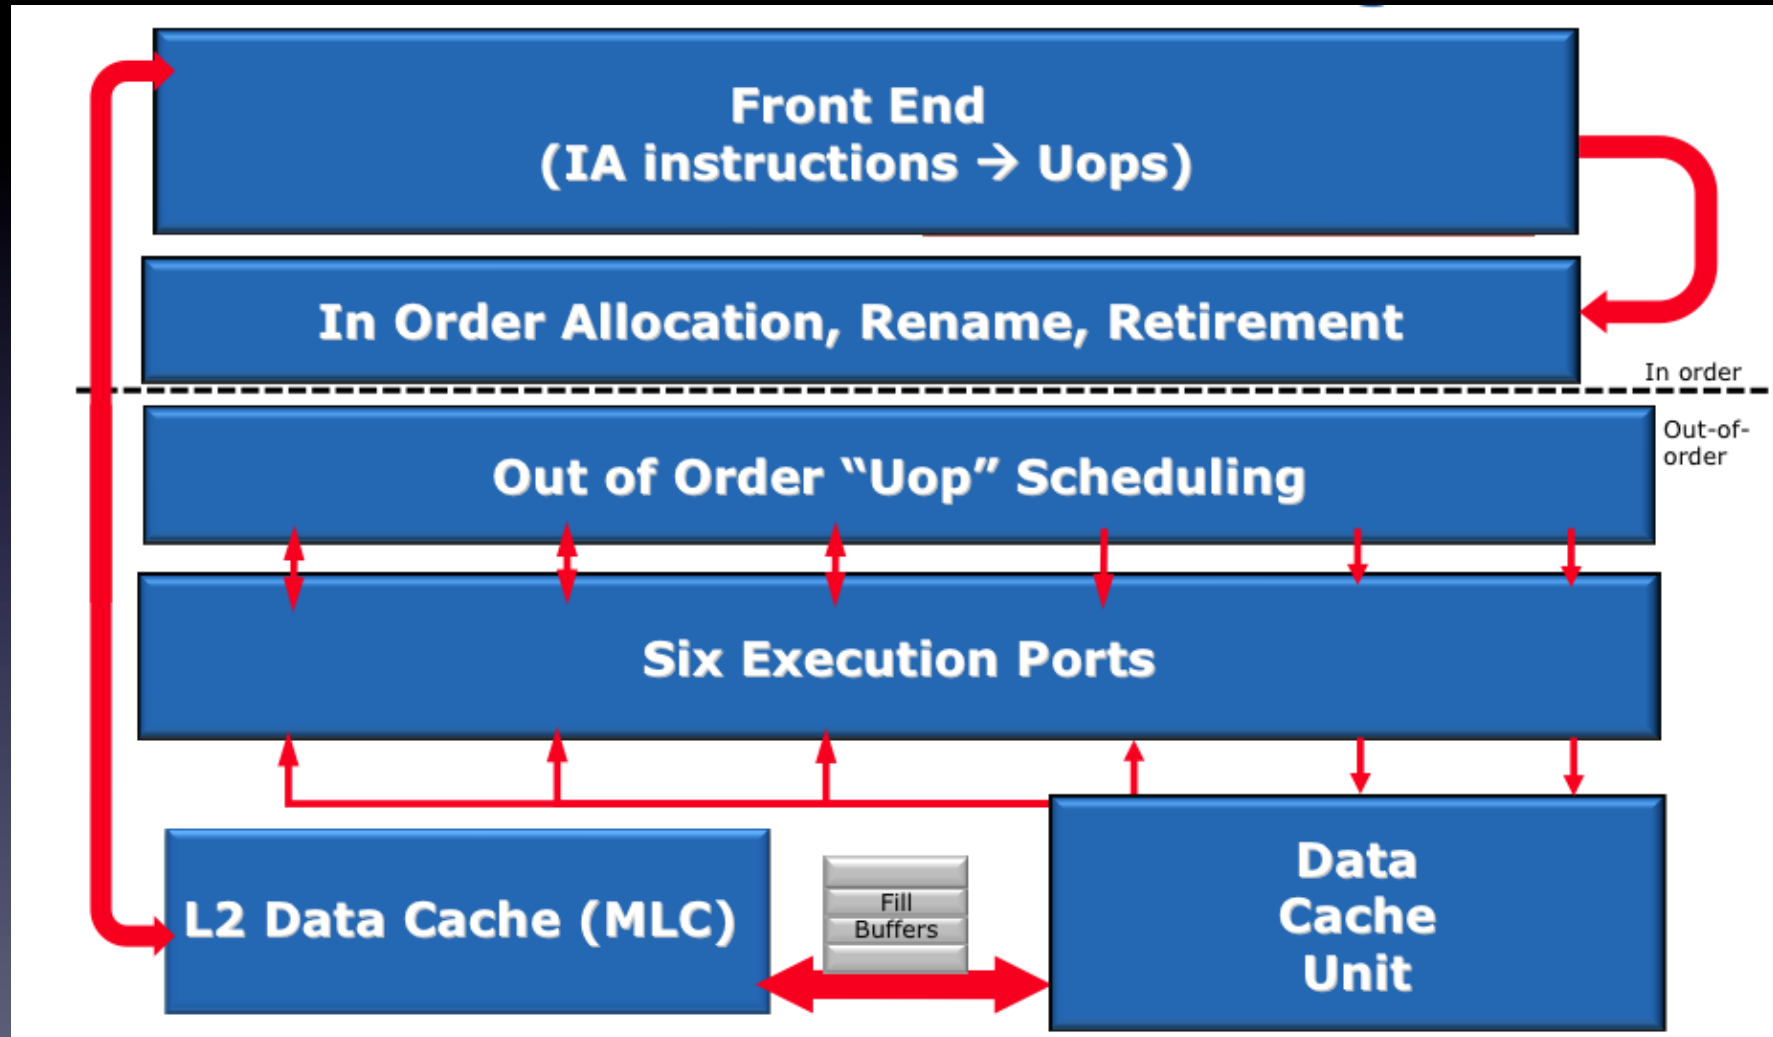 Front End
(IA instructions → Uops)
In Order Allocation, Rename, Retirement
In order
Out-of-
order
Out of Order “Uop” Scheduling
Six Execution Ports
L2 Data Cache (MLC)
Fill
Buffers
Data
Cache
Unit